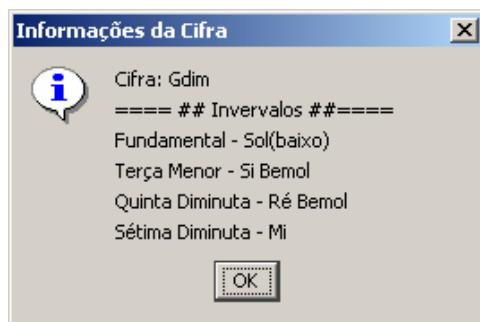 Informações da Cifra
Cifra: Gdim
==== ## Invervalos ##====
Fundamental - Sol(baixo)
Terça Menor - Si Bemol
Quinta Diminuta - Ré Bemol
Sétima Diminuta - Mi
OK